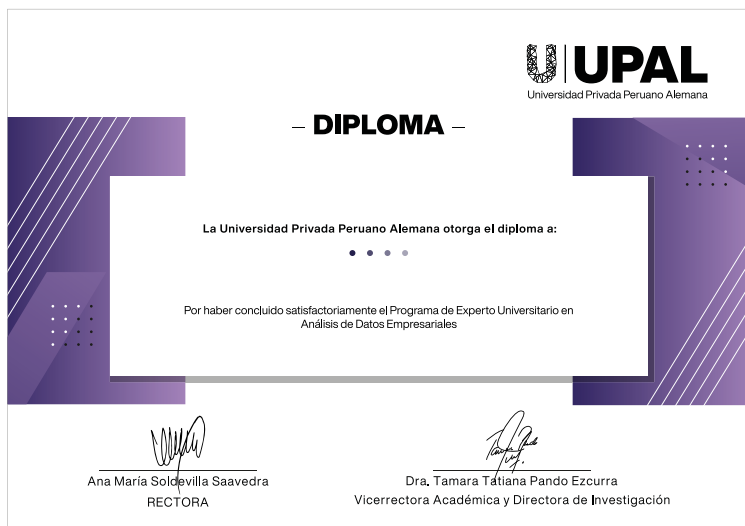 UPAL
Universidad Privada Peruano Alemana
– DIPLOMA –
La Universidad Privada Peruano Alemana otorga el diploma a:
Por haber concluido satisfactoriamente el Programa de Experto Universitario en
Análisis de Datos Empresariales
Ana María Soldevilla Saavedra
RECTORA
Dra. Tamara Tatiana Pando Ezcurra
Vicerrectora Académica y Directora de Investigación